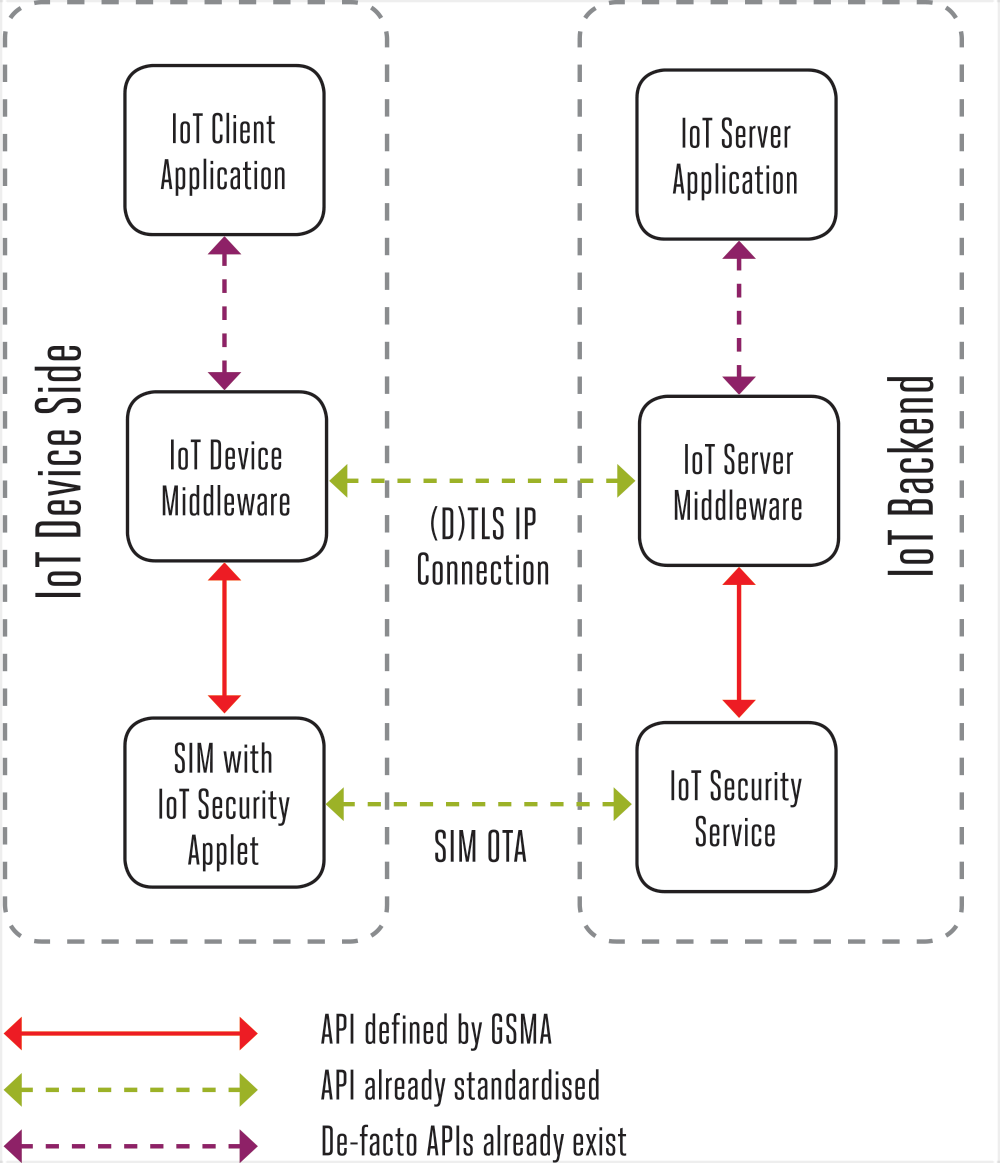 IoT Client
Application
IoT Server
Application
IoT Device Side
IoT Device
Middleware
(D)TLS IP
Connection
IoT Server
Middleware
IoT Backend
SIM with
IoT Security
Applet
SIM OTA
IoT Security
Service
API defined by GSMA
API already standardised
De-facto APIs already exist